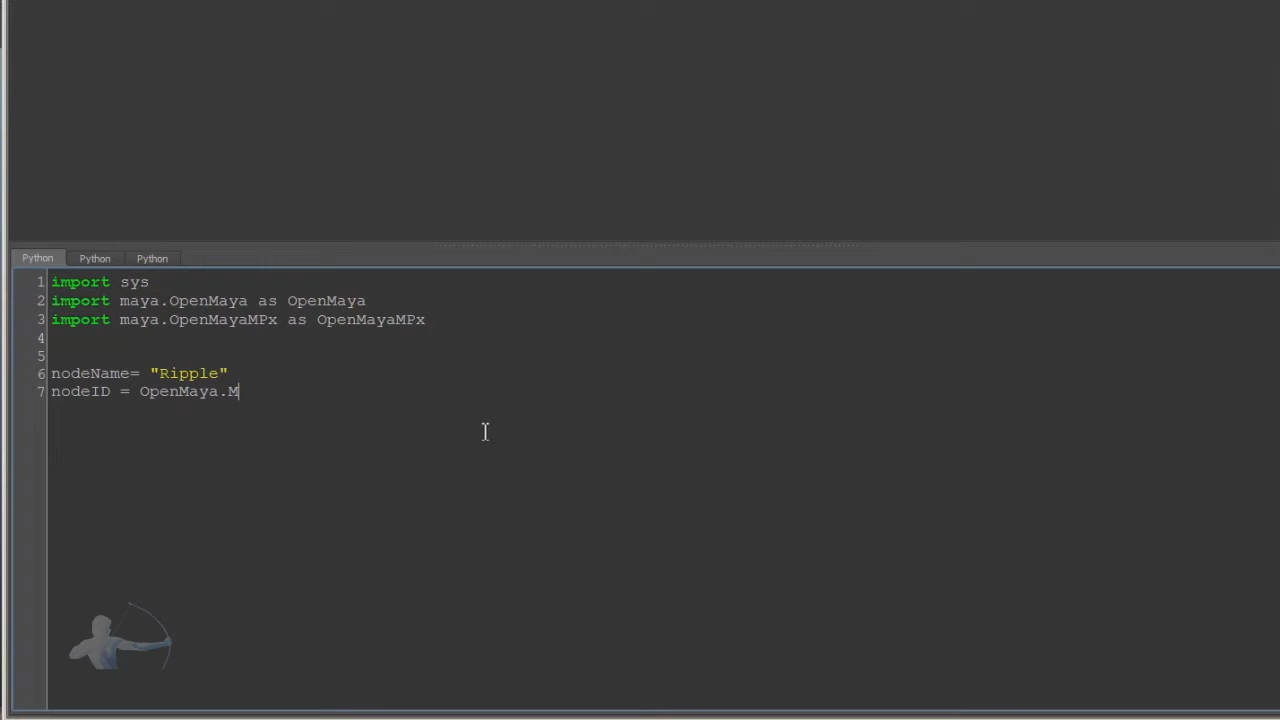 Python Python Python
1 import sys
2 import maya.OpenMaya as OpenMaya
3 import maya.OpenMayaMPx as OpenMayaMPx
4
5
6 nodeName= "Ripple"
7 nodeID = OpenMaya.M